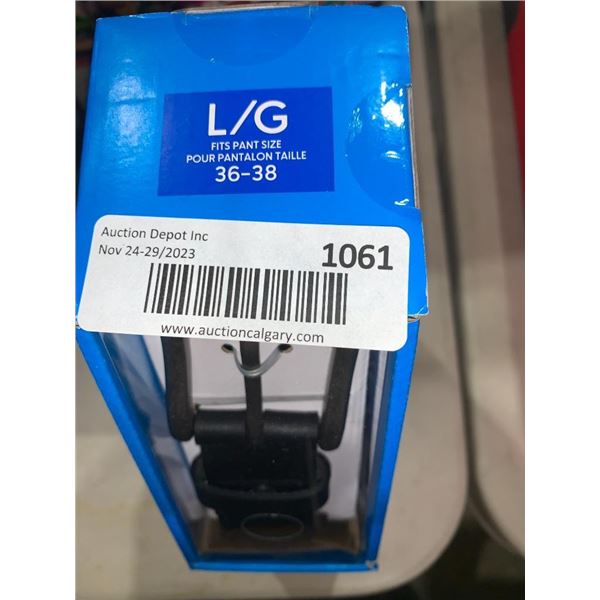 L/G
FITS PANT SIZE
POUR PANTALON TAILLE
36-38
Auction Depot Inc
Nov 24-29/2023
1061
www.auctioncalgary.com